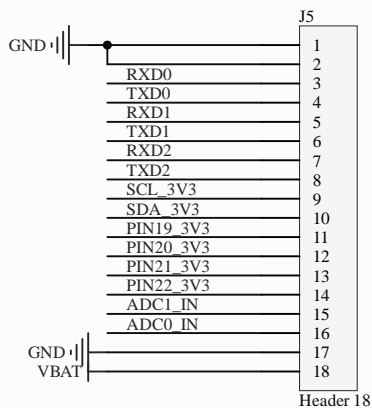 J5
GND 1
2
RXD0 3
TXD0 4
RXD1 5
TXD1 6
RXD2 7
TXD2 8
SCL_3V3 9
SDA_3V3 10
PIN19_3V3 11
PIN20_3V3 12
PIN21_3V3 13
PIN22_3V3 14
ADC1_IN 15
ADC0_IN 16
GND 17
VBAT 18
Header 18